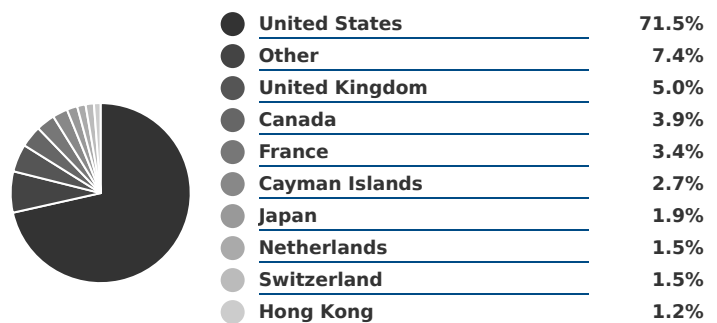 United States 71.5%
Other 7.4%
United Kingdom 5.0%
Canada 3.9%
France 3.4%
Cayman Islands 2.7%
Japan 1.9%
Netherlands 1.5%
Switzerland 1.5%
Hong Kong 1.2%